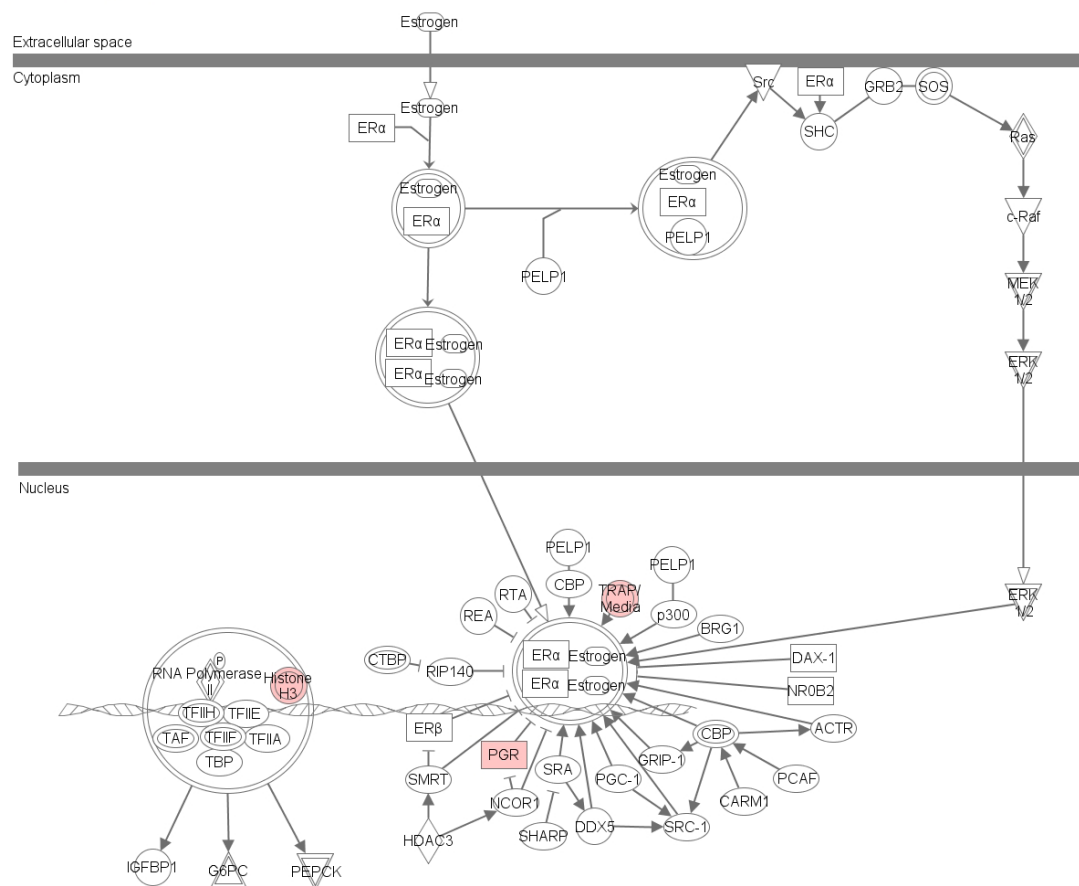 Estrogen
Extracellular space
Cytoplasm
Estrogen
ERα
Src
ERα
GRB2
SOS
SHC
Ras
Estrogen
ERα
Estrogen
ERα
PELP1
PELP1
c-Raf
MEK
1/2
ERα
Estrogen
ERα
Estrogen
ERK
1/2
Nucleus
PELP1
CBP
TRAP/
Media
PELP1
p300
RTA
REA
BRG1
ERK
1/2
CTBP
RIP140
ERα
Estrogen
ERα
Estrogen
DAX-1
NR0B2
RNA Polymerase
II
P
Histone
H3
TFIIH
TFIIE
TAF
TFIIF
TFIIA
TBP
ERβ
PGR
SMRT
NCOR1
HDAC3
SRA
SHARP
DDX5
PGC-1
GRIP-1
SRC-1
CBP
ACTR
PCAF
CARM1
IGFBP1
G6PC
PEPCK